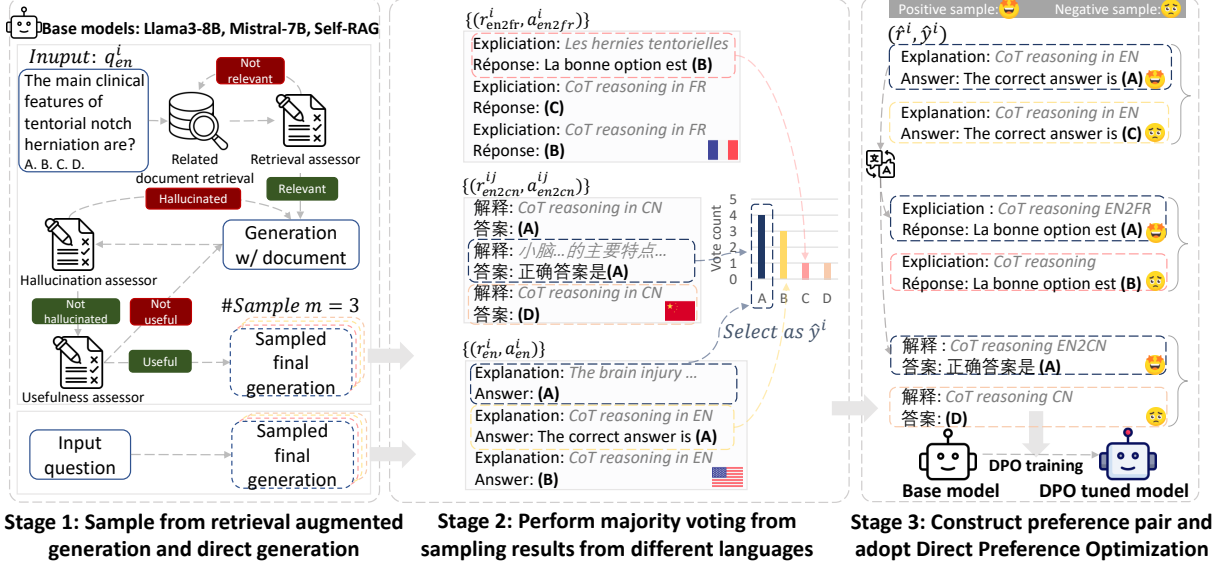 Base models: Llama3-8B, Mistral-7B, Self-RAG
Inuput: q^i_en
The main clinical
features of
tentorial notch
herniation are?
A. B. C. D.
Not
relevant
Related
document retrieval
Retrieval assessor
Hallucinated
Relevant
Generation
w/ document
Hallucination assessor
Not
hallucinated
Not
useful
#Sample m = 3
Useful
Sampled
final
generation
Usefulness assessor
Input
question
Sampled
final
generation
Stage 1: Sample from retrieval augmented
generation and direct generation
{(r^i_en2fr, a^i_en2fr)}
Expliciation: Les hernies tentorielles
Réponse: La bonne option est (B)
Expliciation: CoT reasoning in FR
Réponse: (C)
Expliciation: CoT reasoning in FR
Réponse: (B)
{(r^ij_en2cn, a^ij_en2cn)}
解释: CoT reasoning in CN
答案: (A)
解释: 小脑...的主要特点...
答案: 正确答案是(A)
解释: CoT reasoning in CN
答案: (D)
Vote count
5
4
3
2
1
0
A B C D
Select as ŷ^i
{(r^i_en, a^i_en)}
Explanation: The brain injury ...
Answer: (A)
Explanation: CoT reasoning in EN
Answer: The correct answer is (A)
Explanation: CoT reasoning in EN
Answer: (B)
Stage 2: Perform majority voting from
sampling results from different languages
Positive sample: Negative sample:
(r̂^i, ŷ^i)
Explanation: CoT reasoning in EN
Answer: The correct answer is (A)
Explanation: CoT reasoning in EN
Answer: The correct answer is (C)
文
A
Expliciation : CoT reasoning EN2FR
Réponse: La bonne option est (A)
Expliciation: CoT reasoning
Réponse: La bonne option est (B)
解释: CoT reasoning EN2CN
答案: 正确答案是 (A)
解释: CoT reasoning CN
答案: (D)
DPO training
Base model
DPO tuned model
Stage 3: Construct preference pair and
adopt Direct Preference Optimization